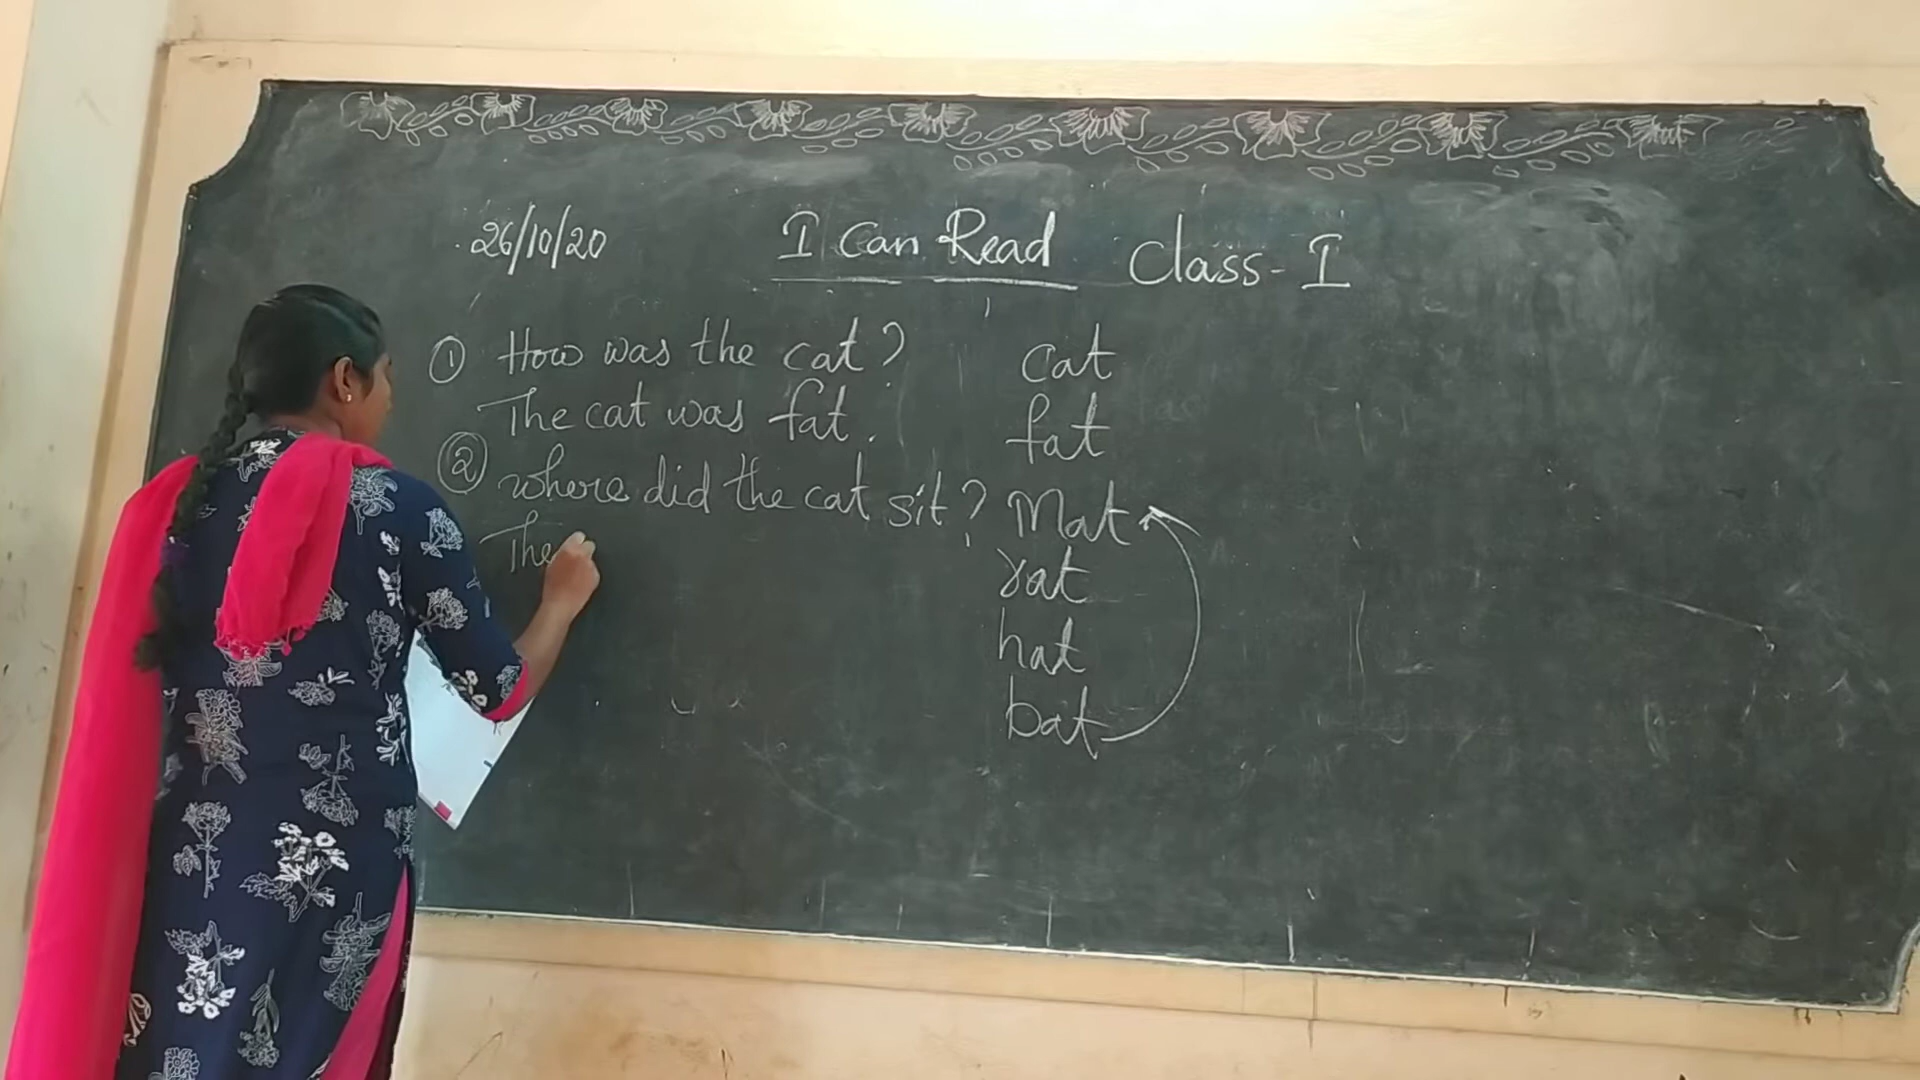 26/10/20 I Can Read Class-I
① How was the cat? cat
The cat was fat. fat
② where did the cat sit? Mat
The
rat
hat
bat